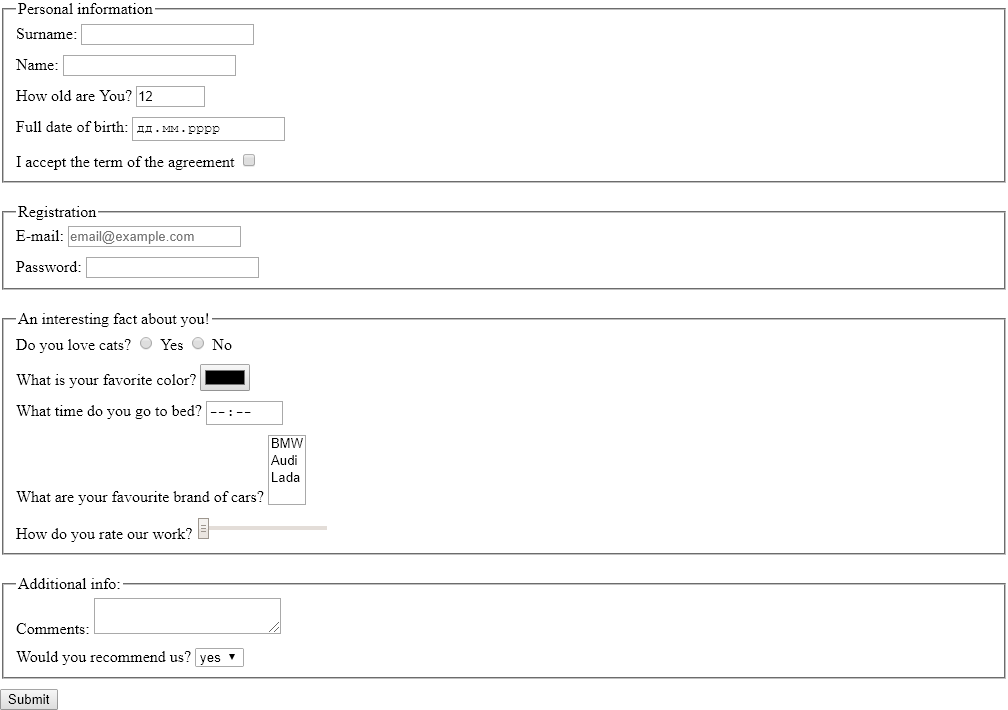 Personal information
Surname:
Name:
How old are You? 12
Full date of birth: дд.мм.рррр
I accept the term of the agreement
Registration
E-mail: email@example.com
Password:
An interesting fact about you!
Do you love cats? Yes No
What is your favorite color?
What time do you go to bed? --:--
BMW
Audi
Lada
What are your favourite brand of cars?
How do you rate our work?
Additional info:
Comments:
Would you recommend us? yes
Submit